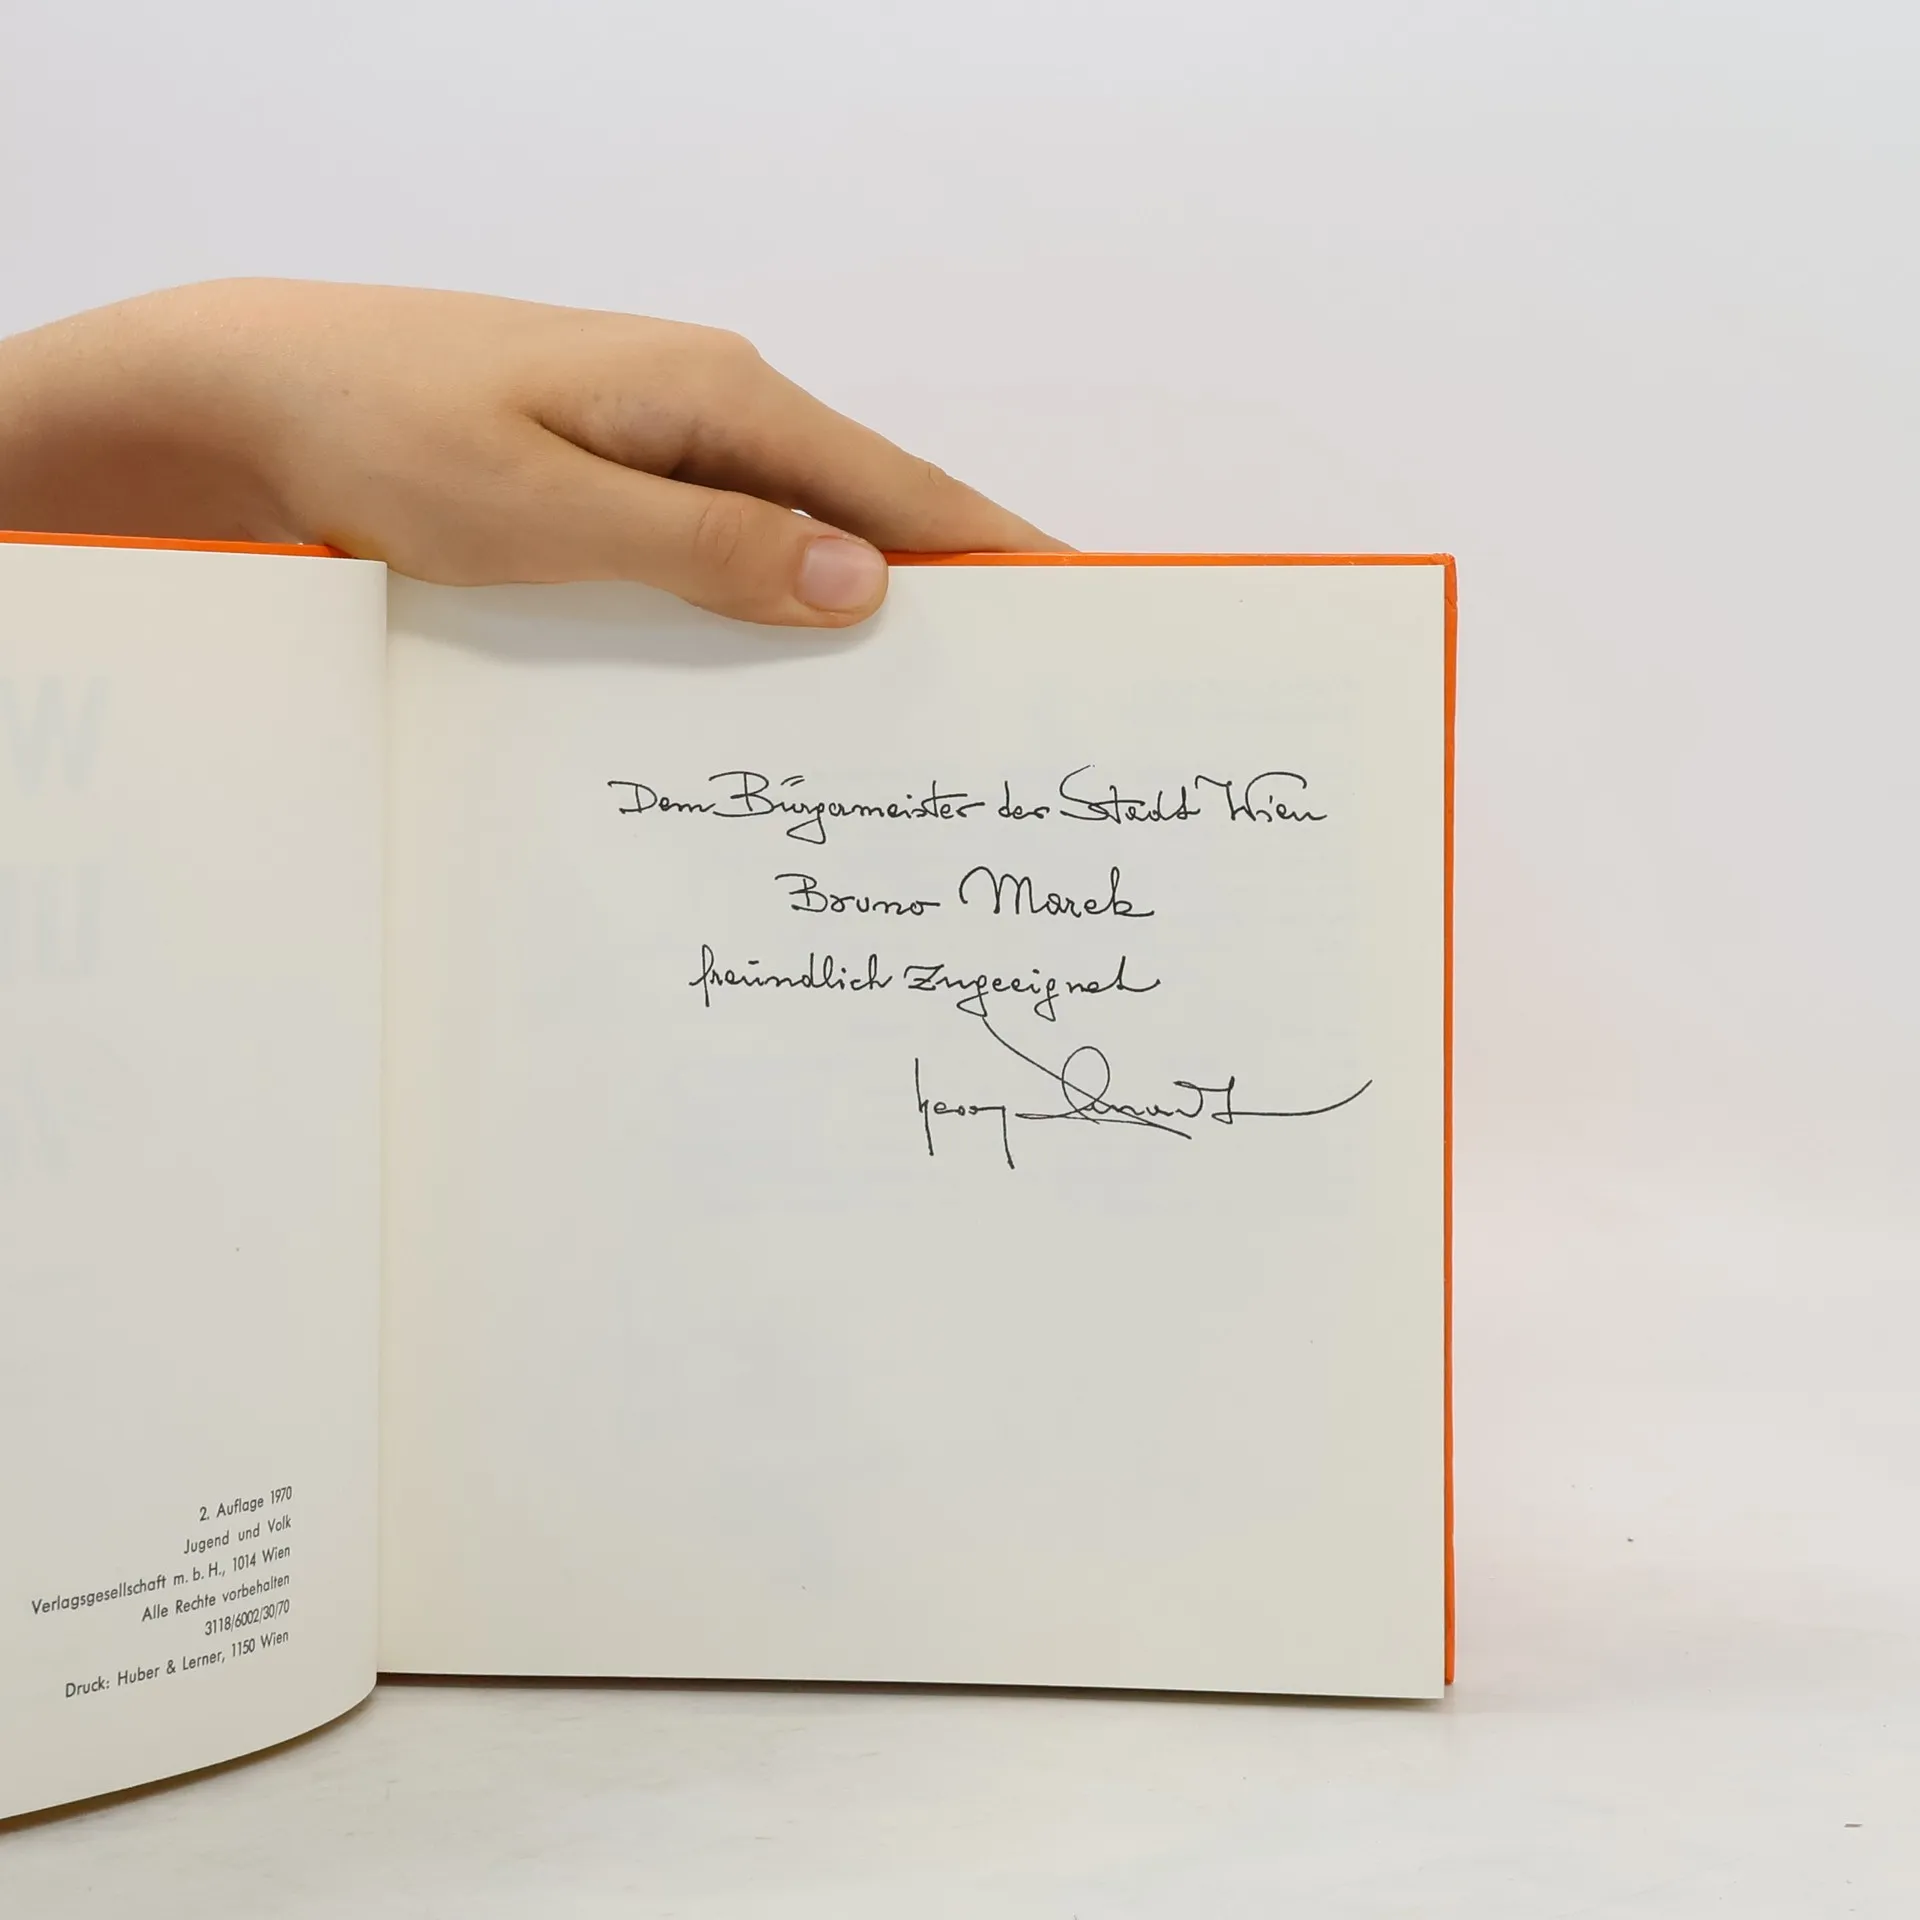 2. Auflage 1970
Jugend und Volk
Verlagsgesellschaft m. b. H., 1014 Wien
Alle Rechte vorbehalten
3118/6002/30/70
Druck: Huber & Lerner, 1150 Wien
Dem Bürgermeister der Stadt Wien
Bruno Marek
freundlich zugeeignet